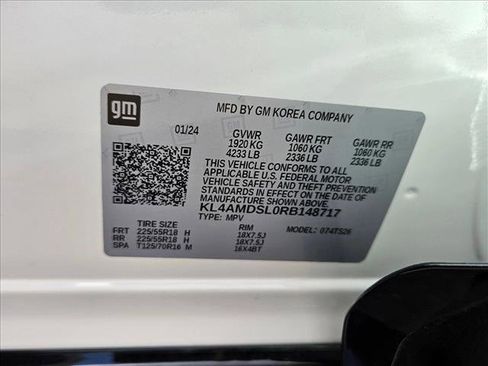 gm
MFD BY GM KOREA COMPANY
01/24 GVWR GAWR FRT GAWR RR
1920 KG 1060 KG 1060 KG
4233 LB 2336 LB 2336 LB
THIS VEHICLE CONFORMS TO ALL
APPLICABLE U.S. FEDERAL MOTOR
VEHICLE SAFETY AND THEFT PREVENTION
STANDARDS IN EFFECT ON THE DATE OF
MANUFACTURE SHOWN ABOVE.
KL4AMDSL0RB148717
TYPE: MPV MODEL: 074TS26
TIRE SIZE RIM
FRT 225/55R18 H 18X7.5J
RR 225/55R18 H 18X7.5J
SPA T125/70R16 M 16X4BT